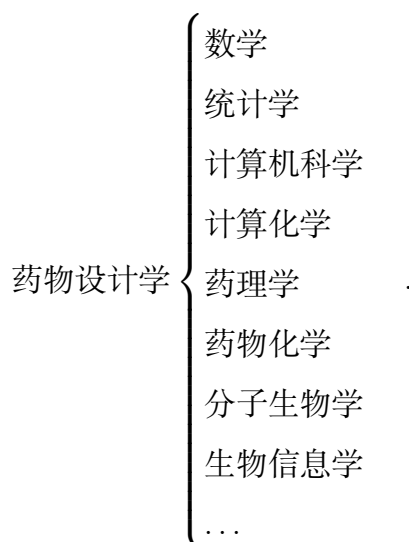 数学
统计学
计算机科学
计算化学
药物设计学 药理学 .
药物化学
分子生物学
生物信息学
...